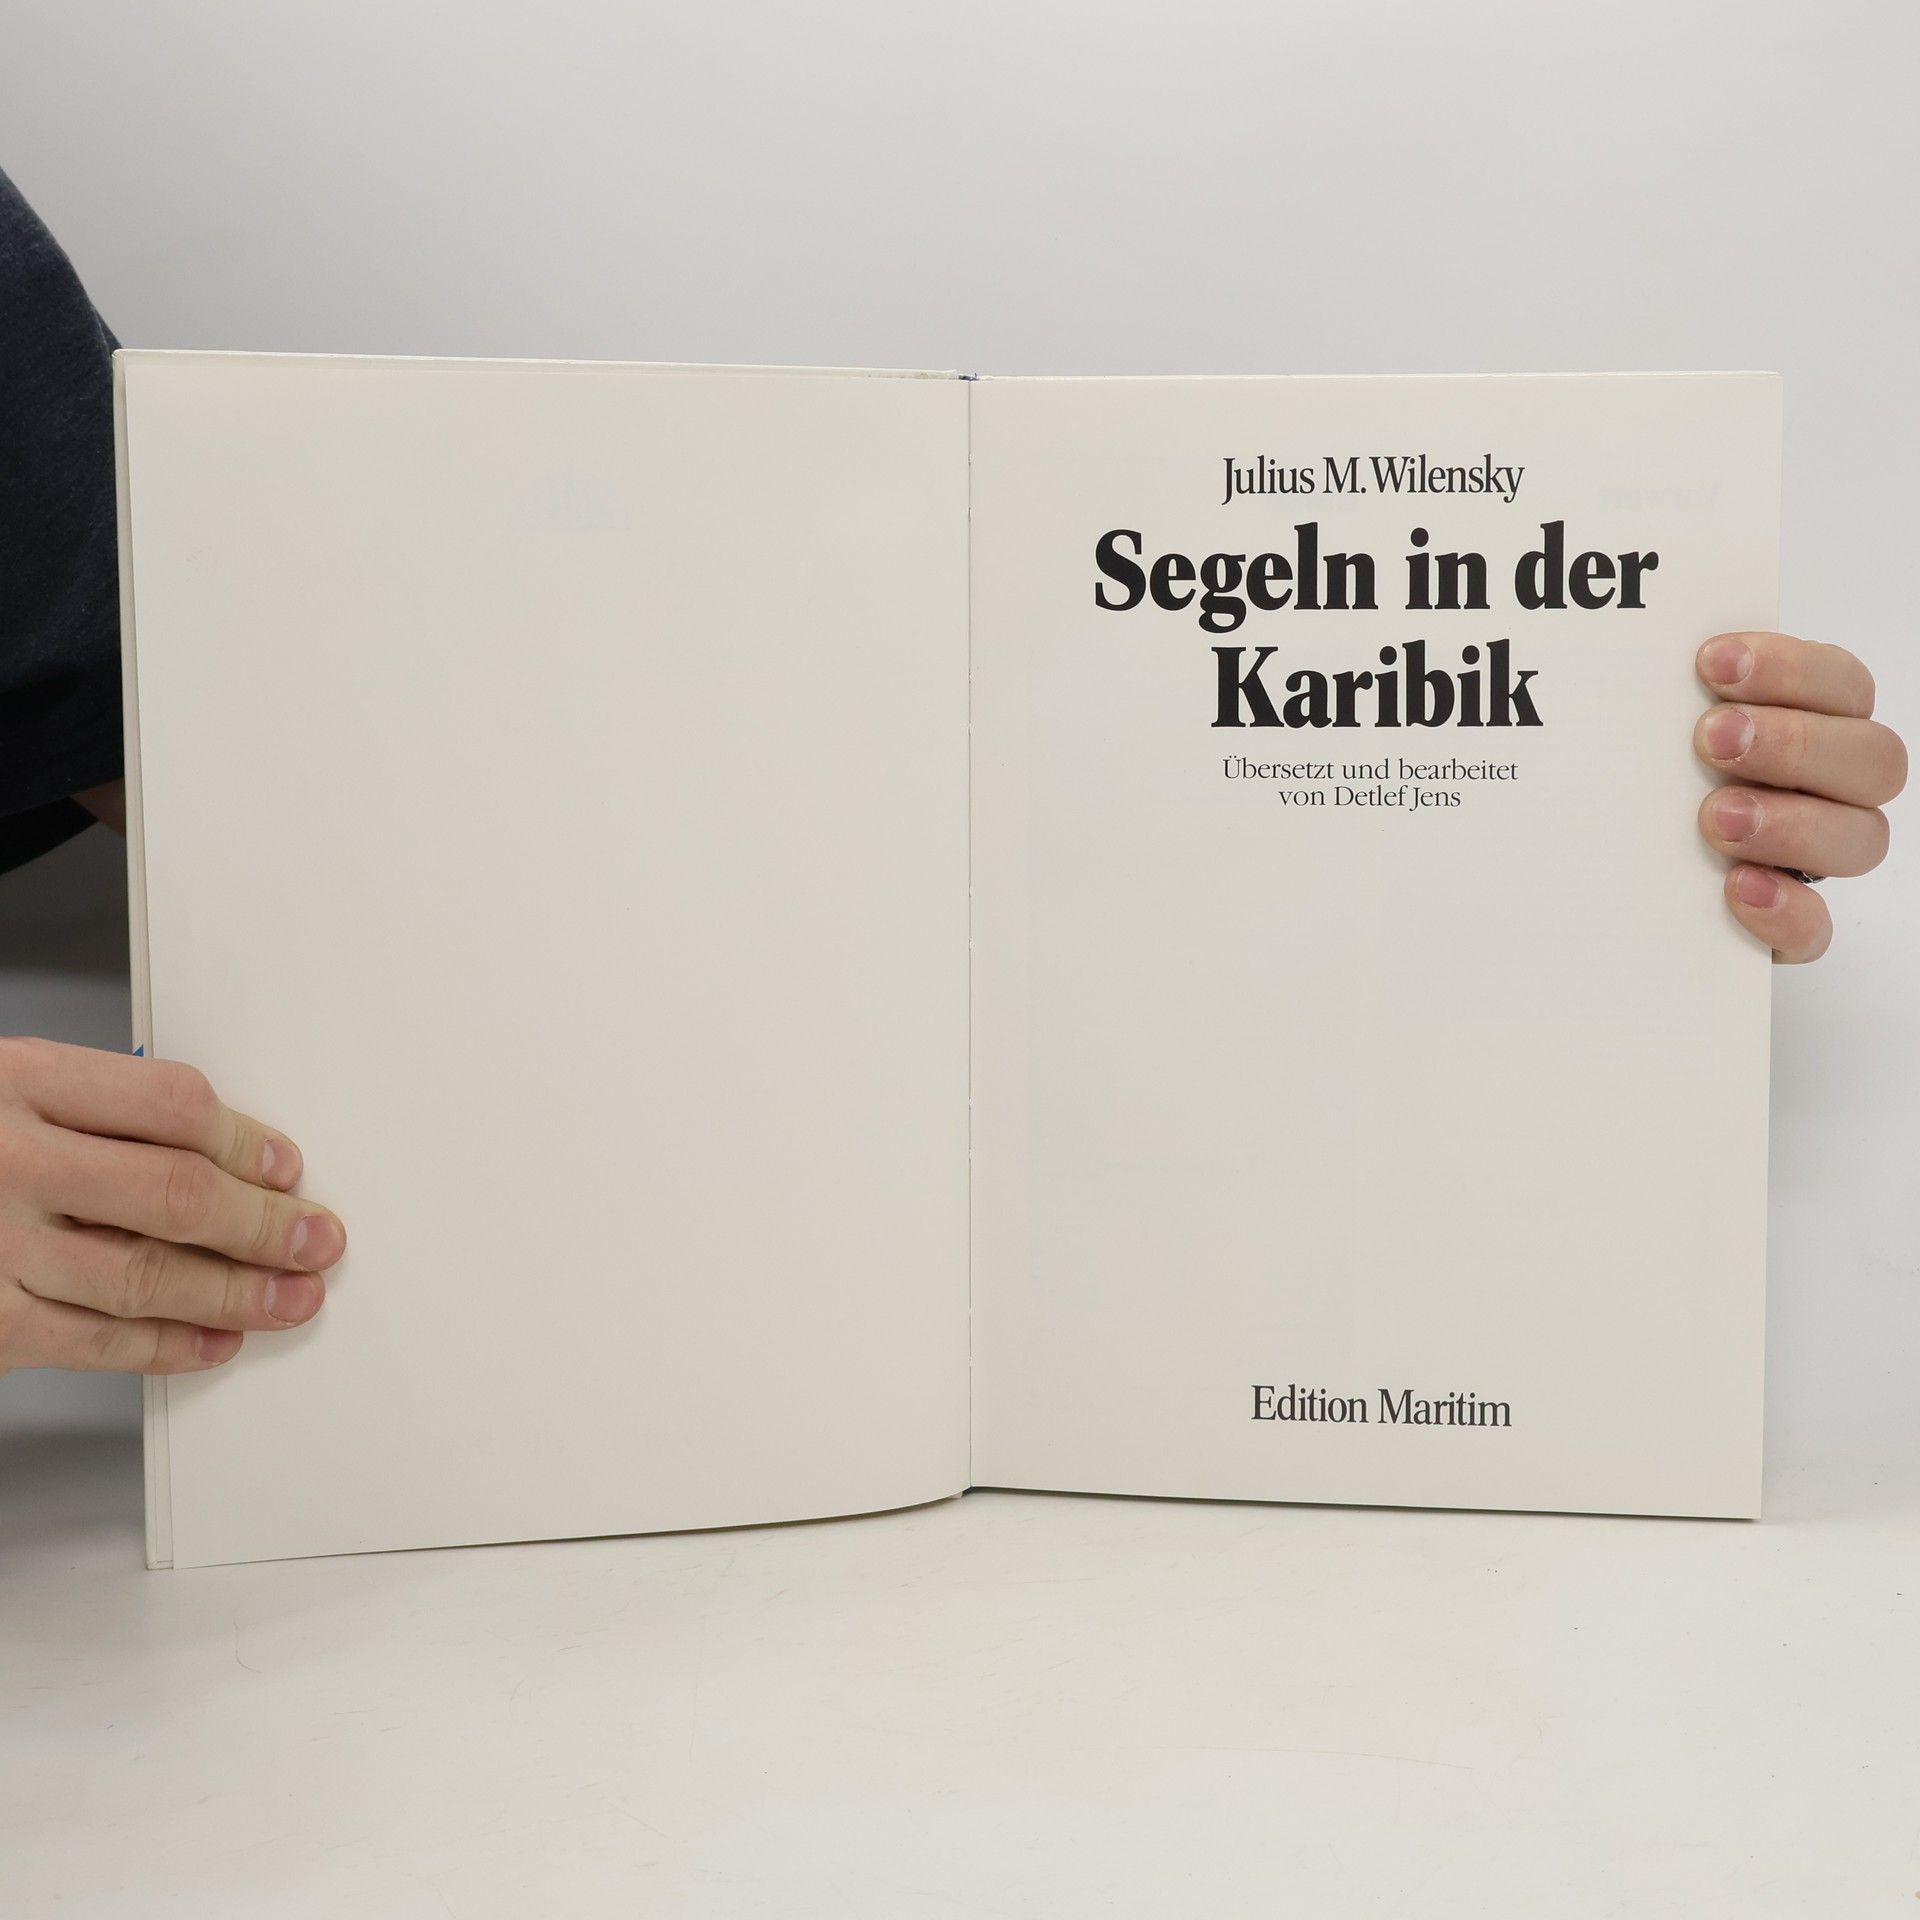 Julius M. Wilensky
Segeln in der
Karibik
Übersetzt und bearbeitet
von Detlef Jens
Edition Maritim